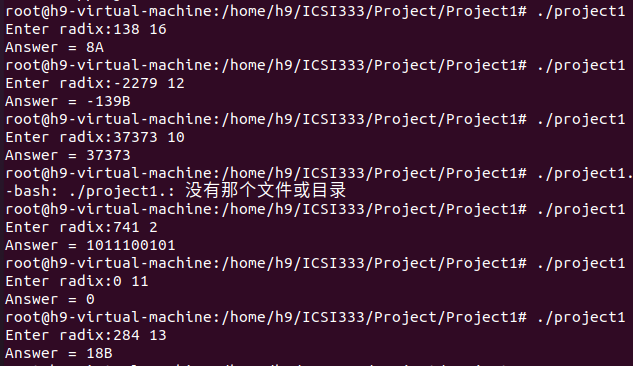 root@h9-virtual-machine:/home/h9/ICSI333/Project/Project1# ./project1
Enter radix:138 16
Answer = 8A
root@h9-virtual-machine:/home/h9/ICSI333/Project/Project1# ./project1
Enter radix:-2279 12
Answer = -139B
root@h9-virtual-machine:/home/h9/ICSI333/Project/Project1# ./project1
Enter radix:37373 10
Answer = 37373
root@h9-virtual-machine:/home/h9/ICSI333/Project/Project1# ./project1.
-bash: ./project1.: 没有那个文件或目录
root@h9-virtual-machine:/home/h9/ICSI333/Project/Project1# ./project1
Enter radix:741 2
Answer = 1011100101
root@h9-virtual-machine:/home/h9/ICSI333/Project/Project1# ./project1
Enter radix:0 11
Answer = 0
root@h9-virtual-machine:/home/h9/ICSI333/Project/Project1# ./project1
Enter radix:284 13
Answer = 18B